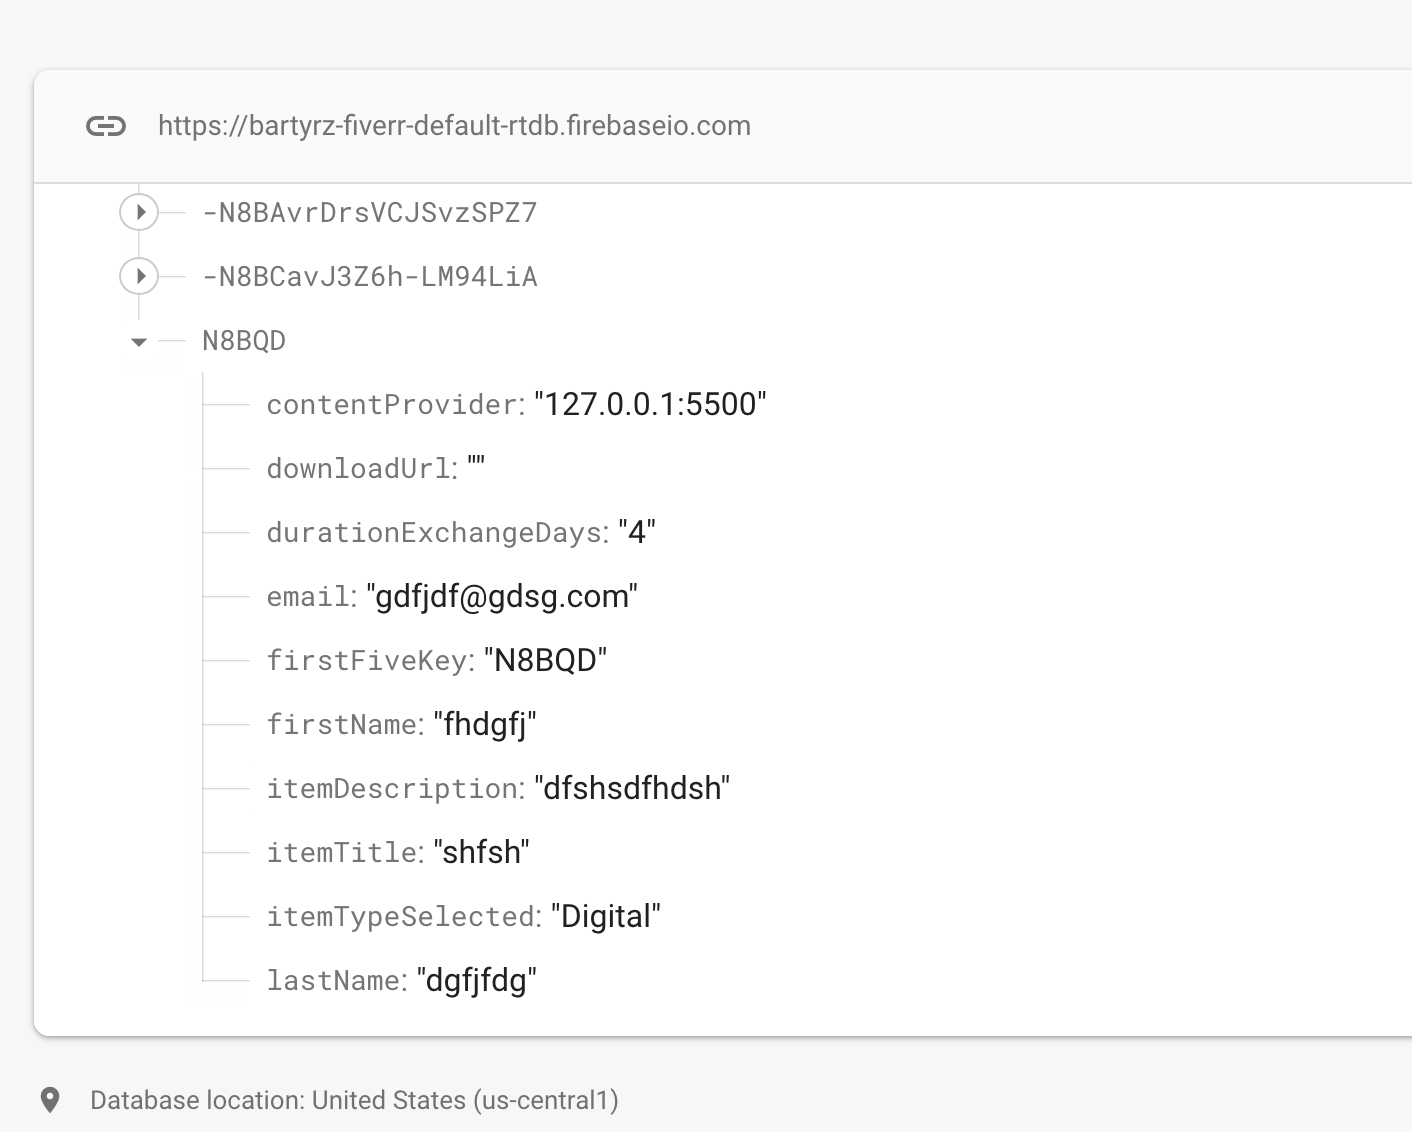 https://bartyrz-fiverr-default-rtdb.firebaseio.com
-N8BAvrDrsVCJSvzSPZ7
-N8BCavJ3Z6h-LM94LiA
N8BQD
contentProvider: "127.0.0.1:5500"
downloadUrl: ""
durationExchangeDays: "4"
email: "gdfjdf@gdsg.com"
firstFiveKey: "N8BQD"
firstName: "fhdgfj"
itemDescription: "dfshsdfhdsh"
itemTitle: "shfsh"
itemTypeSelected: "Digital"
lastName: "dgfjfdg"
Database location: United States (us-central1)